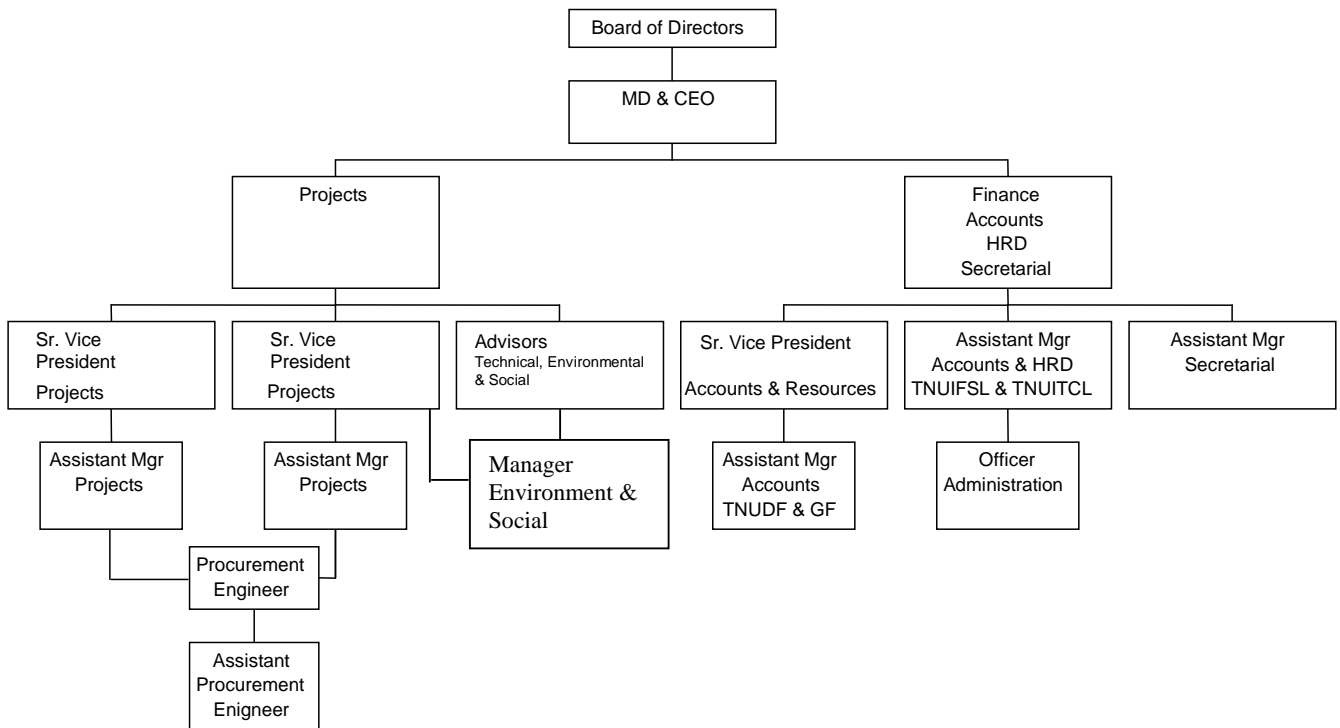 Board of Directors
MD & CEO
Projects
Finance
Accounts
HRD
Secretarial
Sr. Vice
President
Projects
Sr. Vice
President
Projects
Advisors
Technical, Environmental
& Social
Sr. Vice President
Accounts & Resources
Assistant Mgr
Accounts & HRD
TNUIFSL & TNUITCL
Assistant Mgr
Secretarial
Assistant Mgr
Projects
Assistant Mgr
Projects
Manager
Environment &
Social
Assistant Mgr
Accounts
TNUDF & GF
Officer
Administration
Procurement
Engineer
Assistant
Procurement
Enigneer